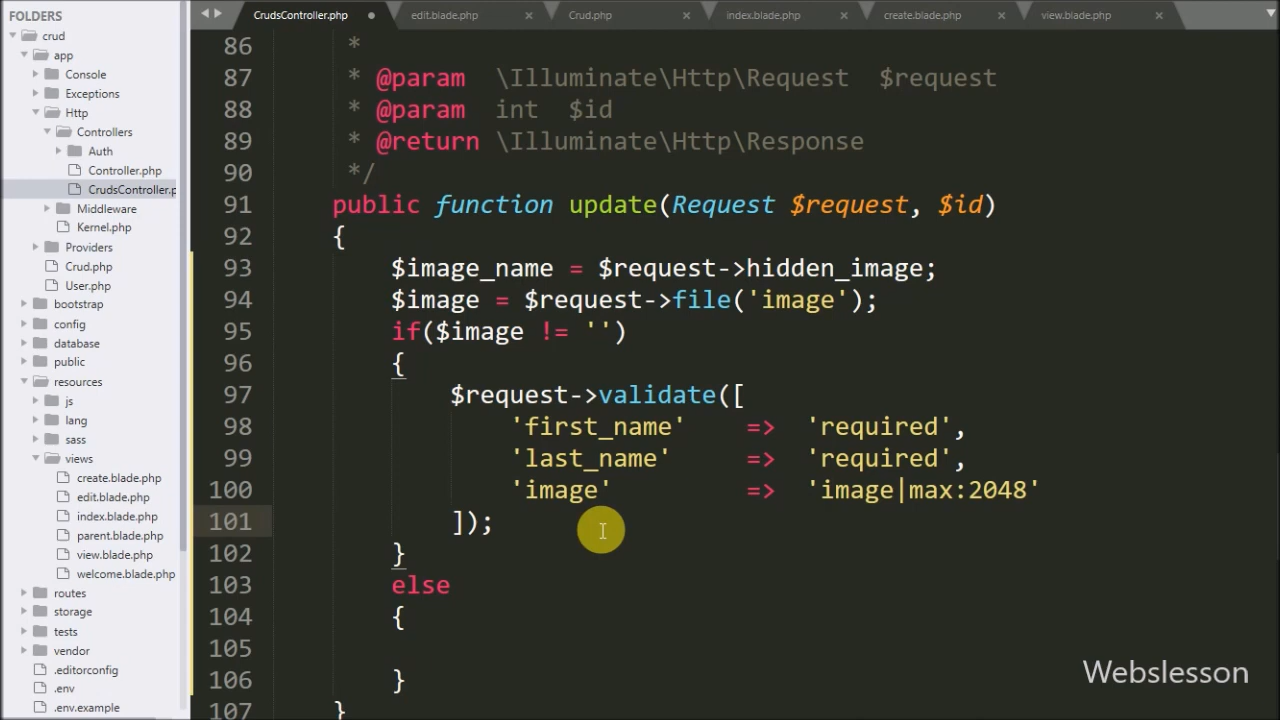 FOLDERS
crud
app
Console
Exceptions
Http
Controllers
Auth
Controller.php
CrudsController.p
Middleware
Kernel.php
Providers
Crud.php
User.php
bootstrap
config
database
public
resources
js
lang
sass
views
create.blade.php
edit.blade.php
index.blade.php
parent.blade.php
view.blade.php
welcome.blade.php
routes
storage
tests
vendor
.editorconfig
.env
.env.example
CrudsController.php
edit.blade.php
Crud.php
index.blade.php
create.blade.php
view.blade.php
86 *
87 * @param \Illuminate\Http\Request $request
88 * @param int $id
89 * @return \Illuminate\Http\Response
90 */
91 public function update(Request $request, $id)
92 {
93 $image_name = $request->hidden_image;
94 $image = $request->file('image');
95 if($image != '')
96 {
97 $request->validate([
98 'first_name' => 'required',
99 'last_name' => 'required',
100 'image' => 'image|max:2048'
101 ]);
102 }
103 else
104 {
105
106 }
107 }
Webslesson